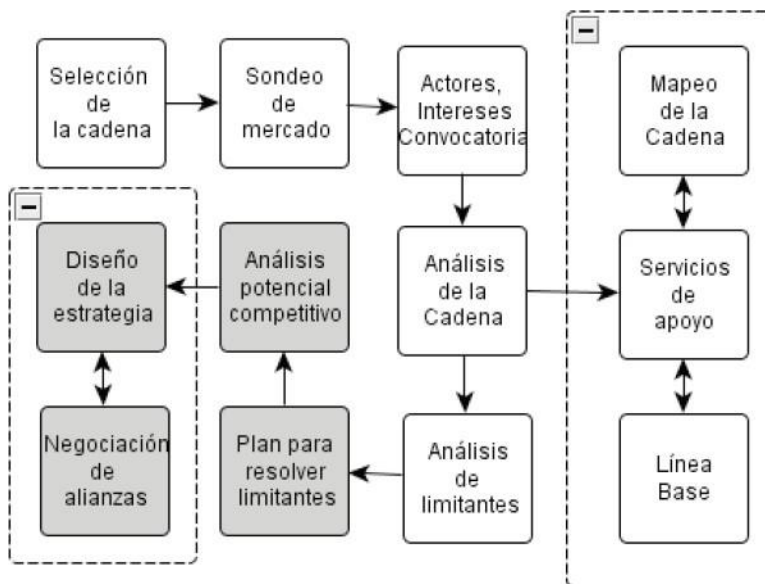 Selección
de
la cadena
Sondeo
de
mercado
Actores,
Intereses
Convocatoria
Mapeo
de la
Cadena
Diseño
de la
estrategia
Análisis
potencial
competitivo
Análisis
de la
Cadena
Servicios
de
apoyo
Negociación
de
alianzas
Plan para
resolver
limitantes
Análisis
de
limitantes
Línea
Base